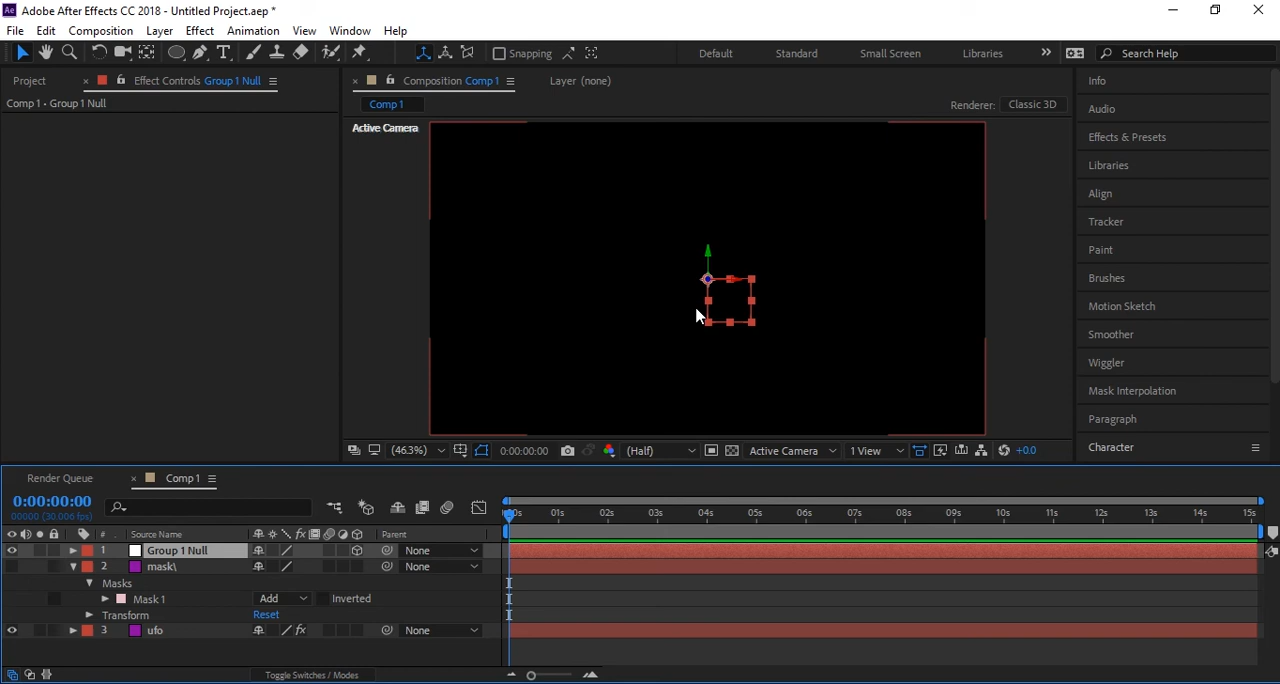 Adobe After Effects CC 2018 - Untitled Project.aep *
File Edit Composition Layer Effect Animation View Window Help
Snapping Default Standard Small Screen Libraries Search Help
Project Effect Controls Group 1 Null Composition Comp 1 Layer (none)
Comp 1 • Group 1 Null
Comp 1
Renderer: Classic 3D
Active Camera
Info
Audio
Effects & Presets
Libraries
Align
Tracker
Paint
Brushes
Motion Sketch
Smoother
Wiggler
Mask Interpolation
Paragraph
Character
(46.3%) 0:00:00:00 (Half) Active Camera 1 View +0.0
Render Queue Comp 1
0:00:00:00
00000 (30.006 fps)
01s 02s 03s 04s 05s 06s 07s 08s 09s 10s 11s 12s 13s 14s 15s
# Source Name Parent
1 Group 1 Null None
2 mask\ None
Masks
Mask 1 Add Inverted
Transform Reset
3 ufo fx None
Toggle Switches / Modes